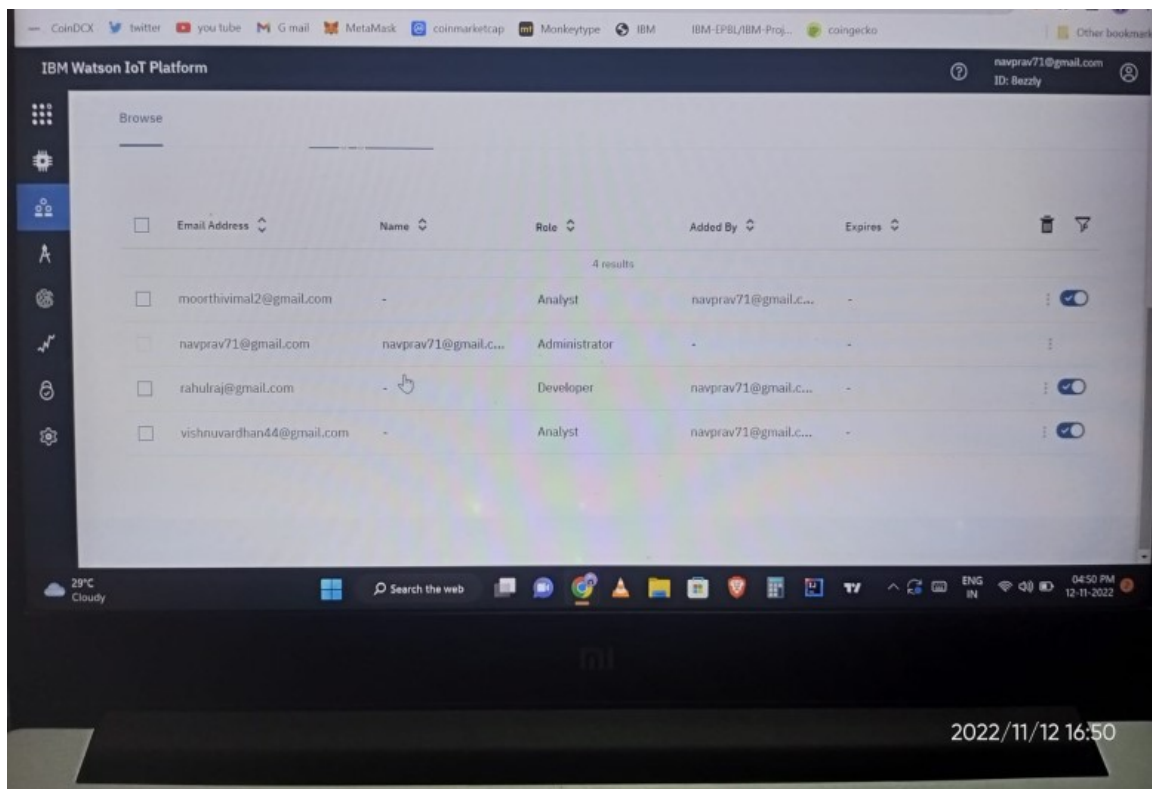 CoinDCX twitter you tube G mail MetaMask coinmarketcap mt Monkeytype IBM IBM-EPBL/IBM-Proj... coingecko Other bookmark
IBM Watson IoT Platform
navprav71@gmail.com
ID: Bezzly
Browse
Email Address Name Role Added By Expires
4 results
moorthivimal2@gmail.com - Analyst navprav71@gmail.c... -
navprav71@gmail.com navprav71@gmail.c... Administrator - -
rahulraj@gmail.com - Developer navprav71@gmail.c... -
vishnuvardhan44@gmail.com - Analyst navprav71@gmail.c... -
29°C
Cloudy
Search the web
ENG
IN
04:50 PM
12-11-2022
mi
2022/11/12 16:50